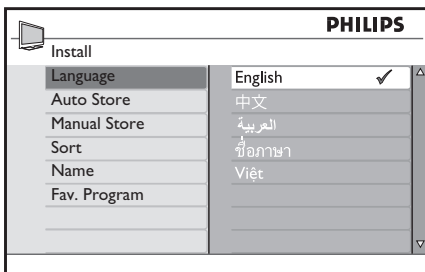 PHILIPS
Install
Language
Auto Store
Manual Store
Sort
Name
Fav. Program
English ✓
中文
العربية
ชื่อภาษา
Việt